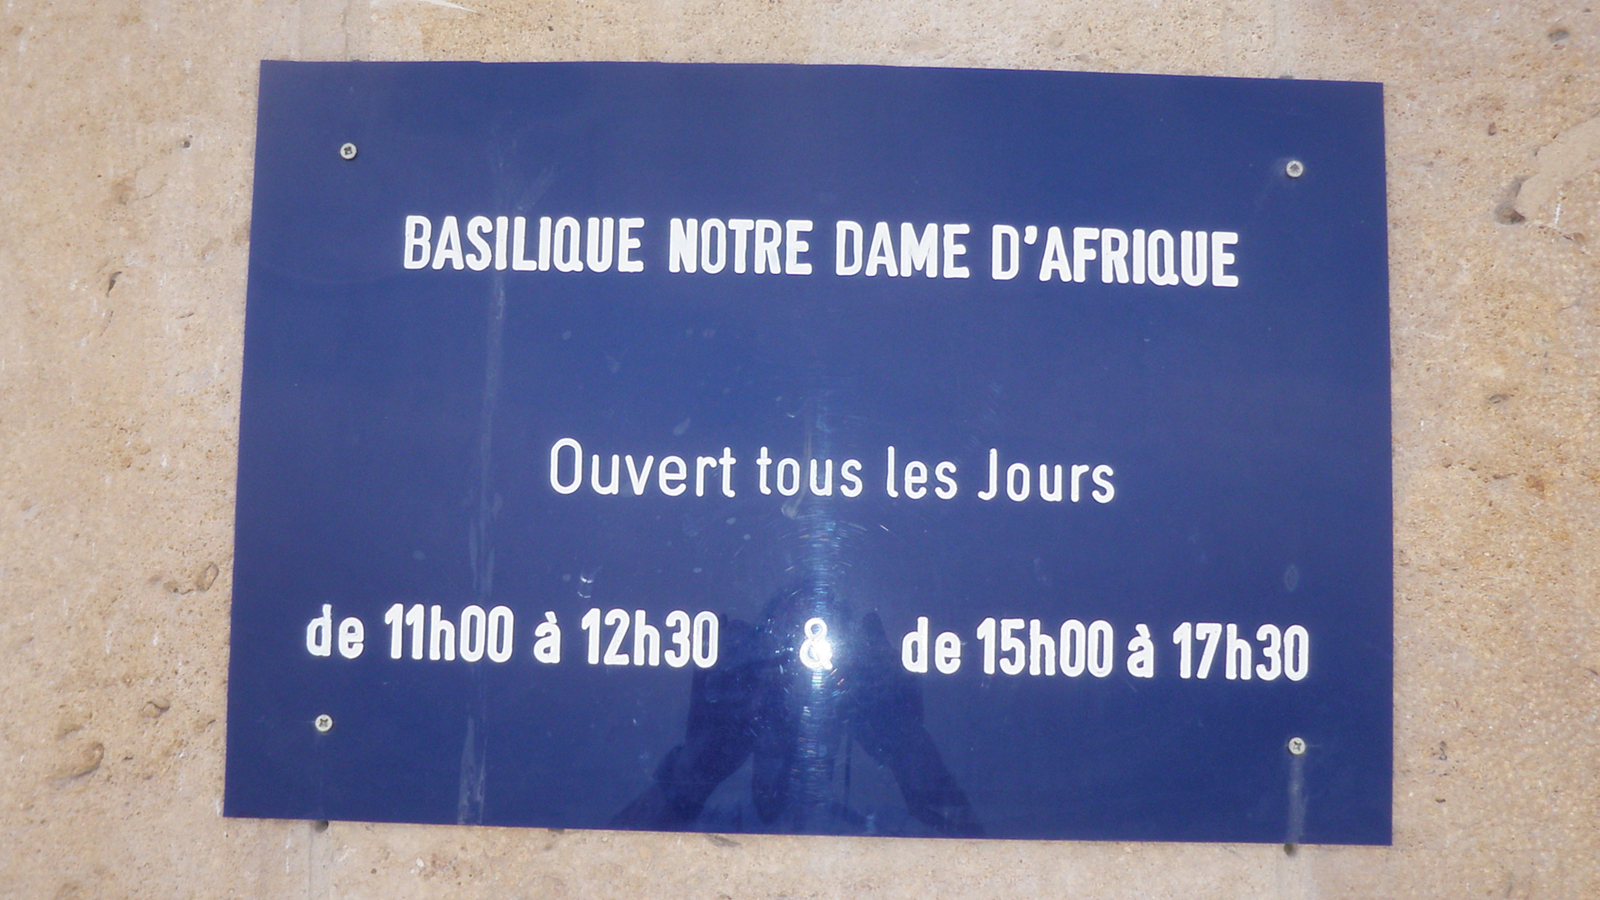 BASILIQUE NOTRE DAME D'AFRIQUE
Ouvert tous les Jours
de 11h00 à 12h30 & de 15h00 à 17h30